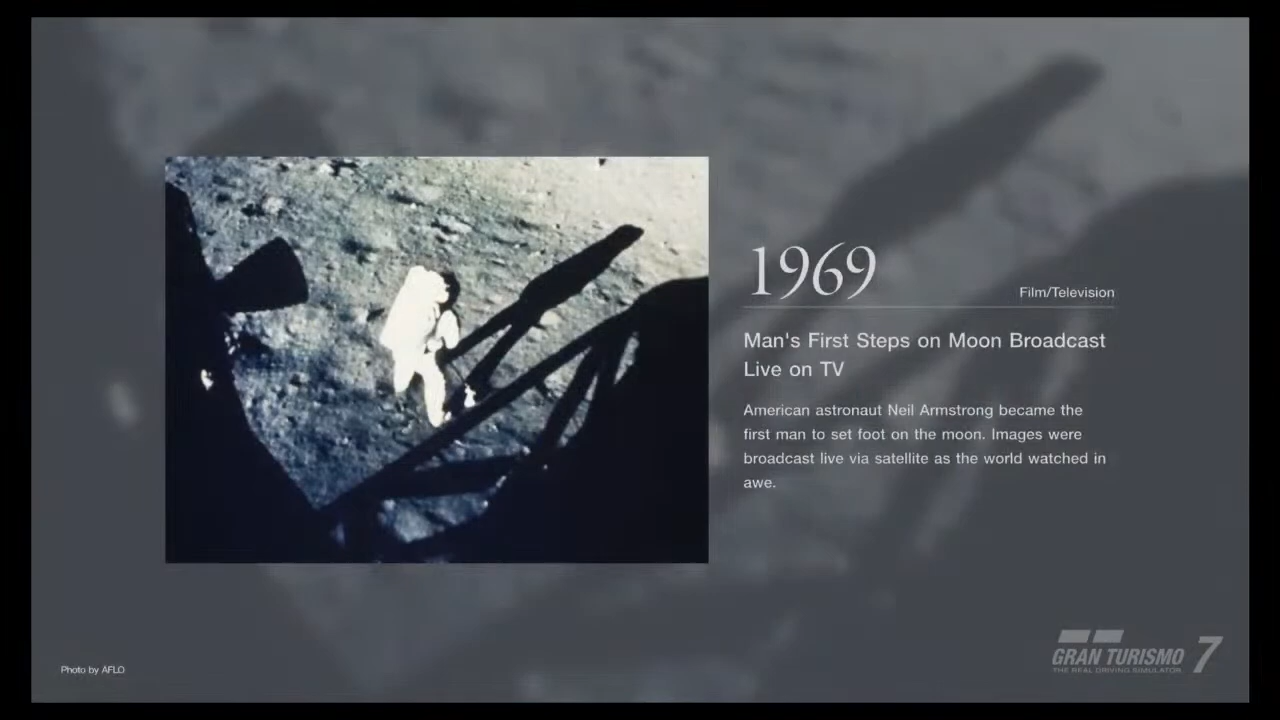 1969
Film/Television
Man's First Steps on Moon Broadcast
Live on TV
American astronaut Neil Armstrong became the
first man to set foot on the moon. Images were
broadcast live via satellite as the world watched in
awe.
Photo by AFLO
GRAN TURISMO 7
THE REAL DRIVING SIMULATOR